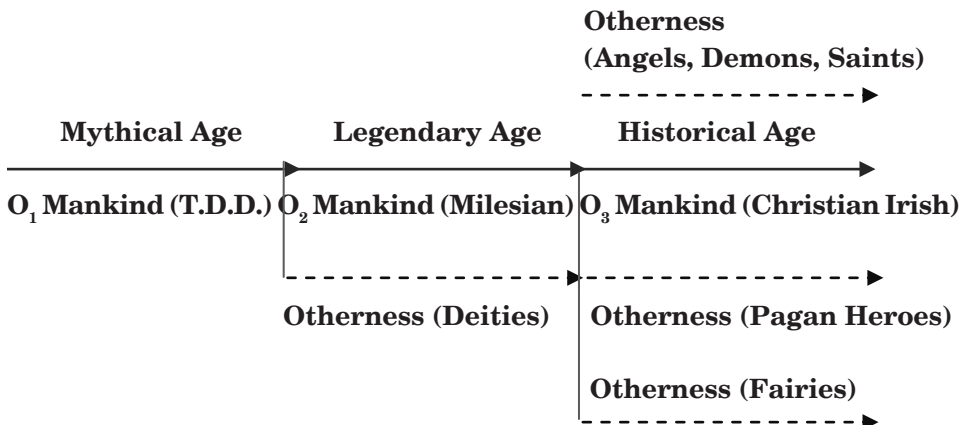 Otherness
(Angels, Demons, Saints)
Mythical Age Legendary Age Historical Age
O₁ Mankind (T.D.D.) O₂ Mankind (Milesian) O₃ Mankind (Christian Irish)
Otherness (Deities) Otherness (Pagan Heroes)
Otherness (Fairies)